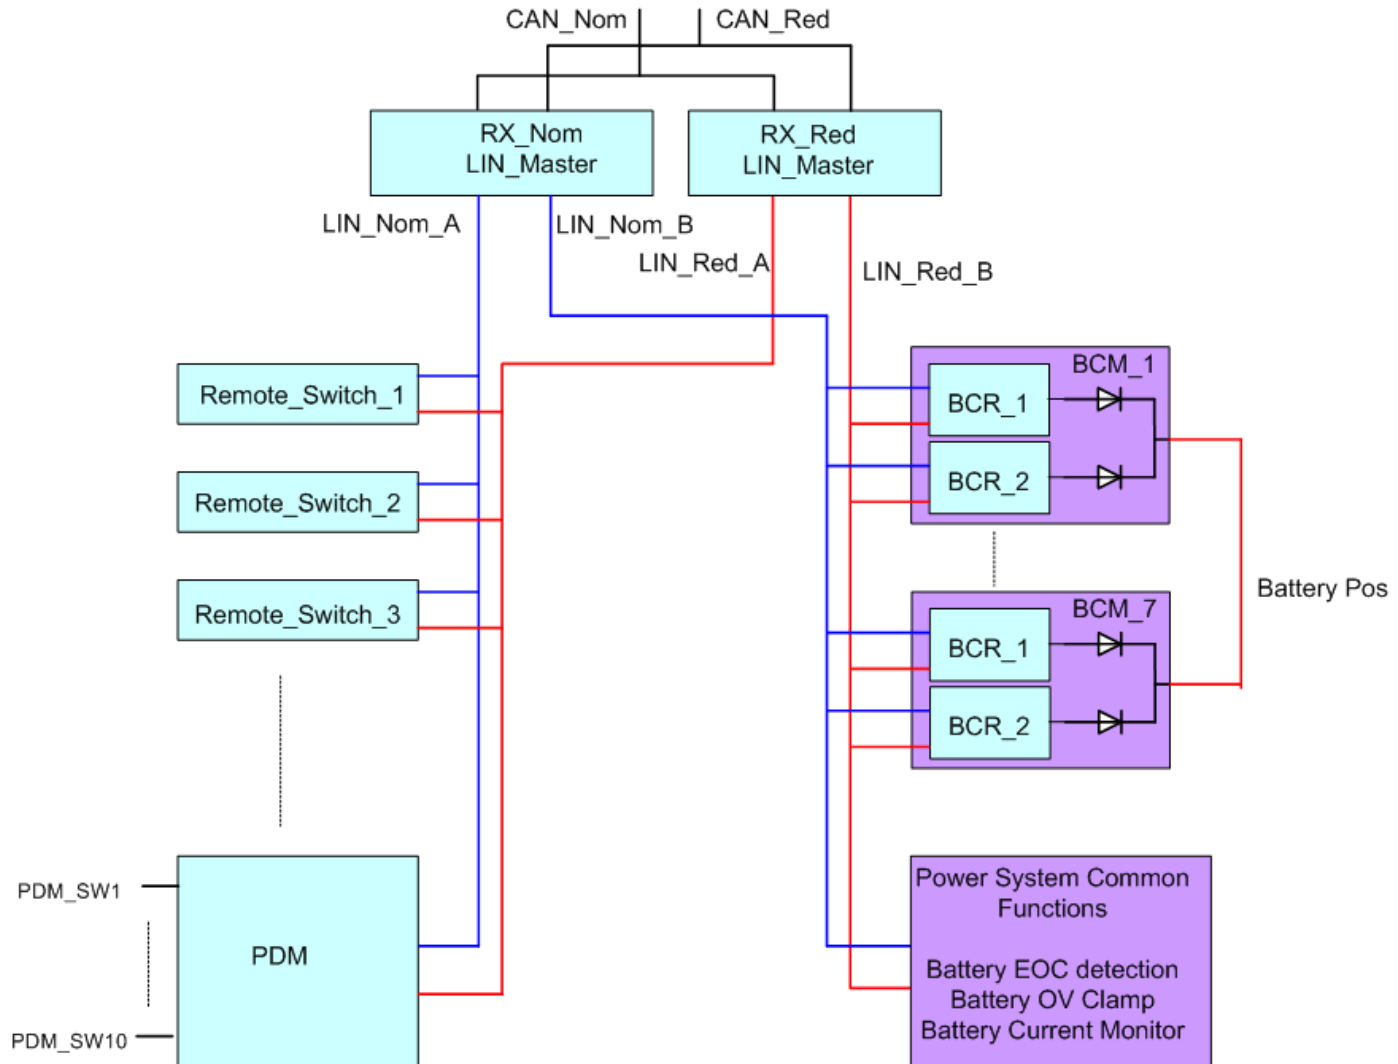 CAN_Nom
CAN_Red
RX_Nom
LIN_Master
RX_Red
LIN_Master
LIN_Nom_A
LIN_Nom_B
LIN_Red_A
LIN_Red_B
Remote_Switch_1
Remote_Switch_2
Remote_Switch_3
BCM_1
BCR_1
BCR_2
Battery Pos
BCM_7
BCR_1
BCR_2
PDM_SW1
PDM
PDM_SW10
Power System Common
Functions
Battery EOC detection
Battery OV Clamp
Battery Current Monitor